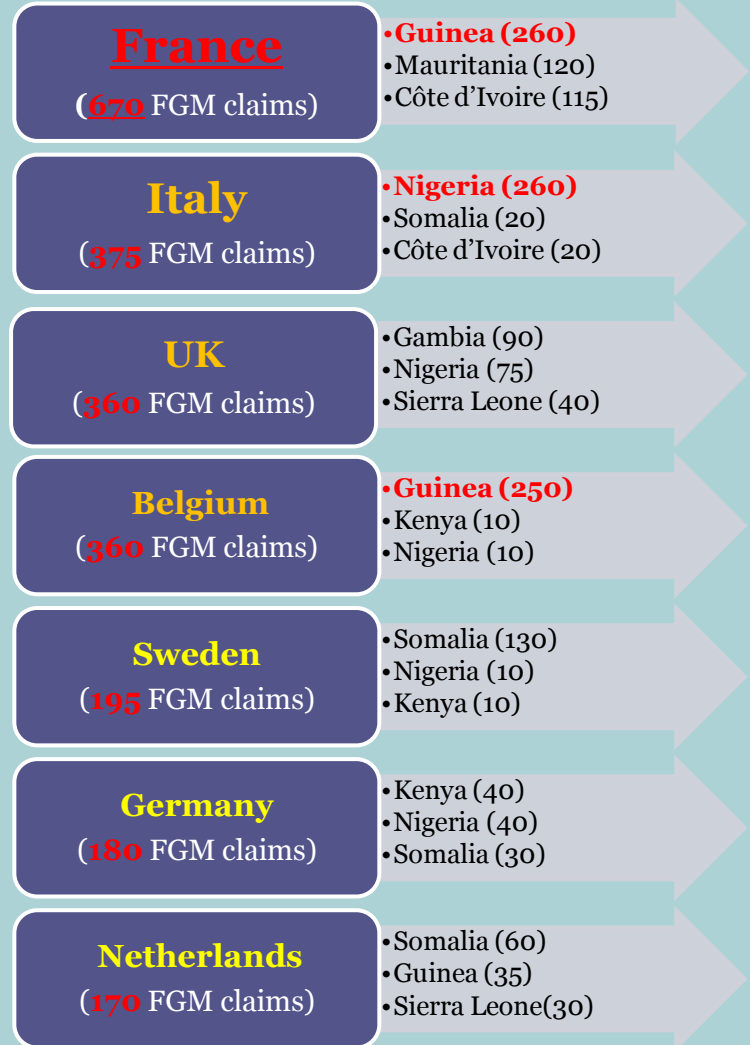 France
(670 FGM claims)
•Guinea (260)
•Mauritania (120)
•Côte d’Ivoire (115)
Italy
(375 FGM claims)
•Nigeria (260)
•Somalia (20)
•Côte d’Ivoire (20)
UK
(360 FGM claims)
•Gambia (90)
•Nigeria (75)
•Sierra Leone (40)
Belgium
(360 FGM claims)
•Guinea (250)
•Kenya (10)
•Nigeria (10)
Sweden
(195 FGM claims)
•Somalia (130)
•Nigeria (10)
•Kenya (10)
Germany
(180 FGM claims)
•Kenya (40)
•Nigeria (40)
•Somalia (30)
Netherlands
(170 FGM claims)
•Somalia (60)
•Guinea (35)
•Sierra Leone(30)